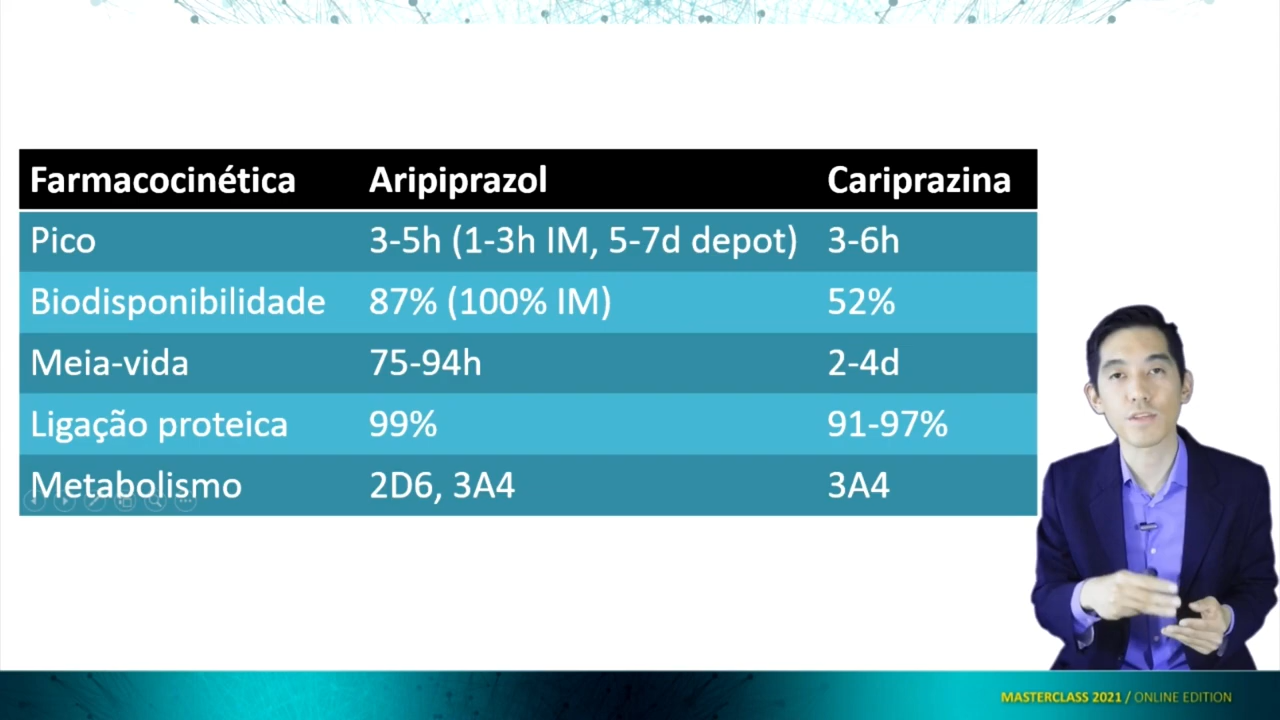 Farmacocinética Aripiprazol Cariprazina
Pico 3-5h (1-3h IM, 5-7d depot) 3-6h
Biodisponibilidade 87% (100% IM) 52%
Meia-vida 75-94h 2-4d
Ligação proteica 99% 91-97%
Metabolismo 2D6, 3A4 3A4
MASTERCLASS 2021 / ONLINE EDITION